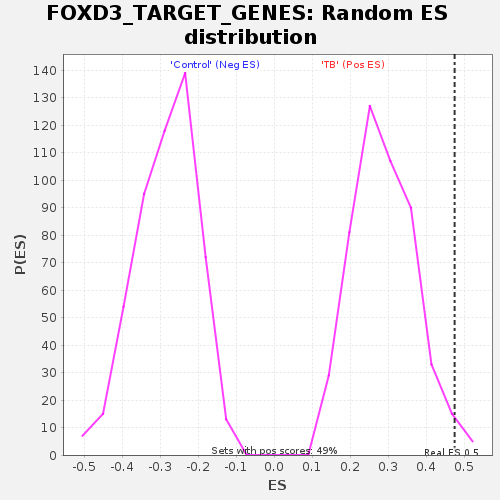 FOXD3_TARGET_GENES: Random ES
distribution
'Control' (Neg ES) 'TB' (Pos ES)
P(ES)
140
130
120
110
100
90
80
70
60
50
40
30
20
10
0
Sets with pos scores: 49%
Real ES 0.5
-0.5 -0.4 -0.3 -0.2 -0.1 0.0 0.1 0.2 0.3 0.4 0.5
ES